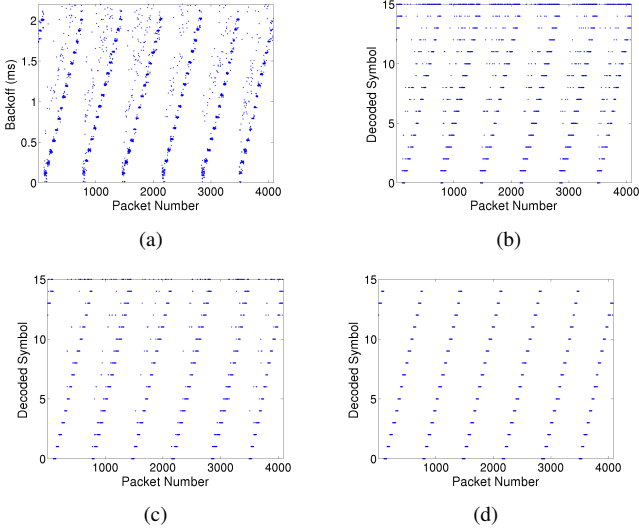 2
1.5
1
0.5
0
1000 2000 3000 4000
Backoff (ms)
Packet Number
(a)
15
10
5
0
1000 2000 3000 4000
Decoded Symbol
Packet Number
(b)
15
10
5
0
1000 2000 3000 4000
Decoded Symbol
Packet Number
(c)
15
10
5
0
1000 2000 3000 4000
Decoded Symbol
Packet Number
(d)